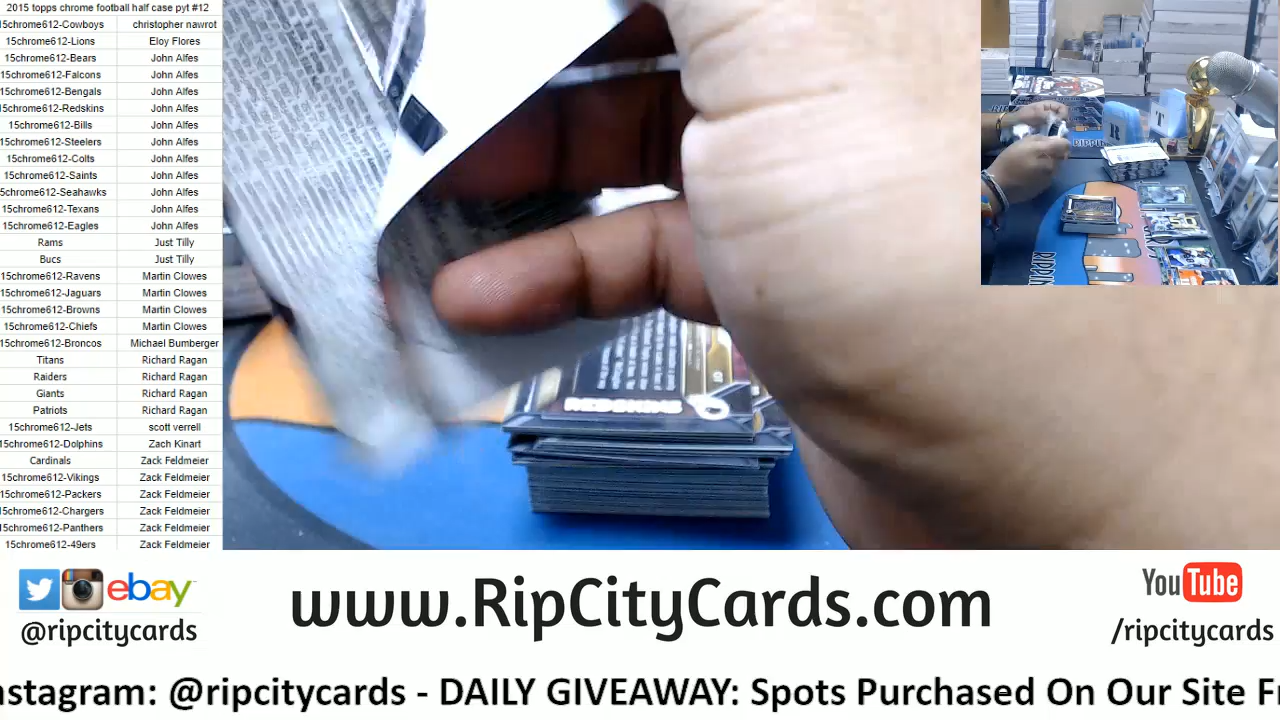 2015 topps chrome football half case pyt #12
15chrome612-Cowboys christopher nawrot
15chrome612-Lions Eloy Flores
15chrome612-Bears John Alfes
15chrome612-Falcons John Alfes
15chrome612-Bengals John Alfes
15chrome612-Redskins John Alfes
15chrome612-Bills John Alfes
15chrome612-Steelers John Alfes
15chrome612-Colts John Alfes
15chrome612-Saints John Alfes
15chrome612-Seahawks John Alfes
15chrome612-Texans John Alfes
15chrome612-Eagles John Alfes
Rams Just Tilly
Bucs Just Tilly
15chrome612-Ravens Martin Clowes
15chrome612-Jaguars Martin Clowes
15chrome612-Browns Martin Clowes
15chrome612-Chiefs Martin Clowes
15chrome612-Broncos Michael Bumberger
Titans Richard Ragan
Raiders Richard Ragan
Giants Richard Ragan
Patriots Richard Ragan
15chrome612-Jets scott verrell
15chrome612-Dolphins Zach Kinart
Cardinals Zack Feldmeier
15chrome612-Vikings Zack Feldmeier
15chrome612-Packers Zack Feldmeier
15chrome612-Chargers Zack Feldmeier
15chrome612-Panthers Zack Feldmeier
15chrome612-49ers Zack Feldmeier
REDSKINS
RIPPIN
R T
RIPPIN
ebay
@ripcitycards
www.RipCityCards.com
YouTube
/ripcitycards
nstagram: @ripcitycards - DAILY GIVEAWAY: Spots Purchased On Our Site Fr